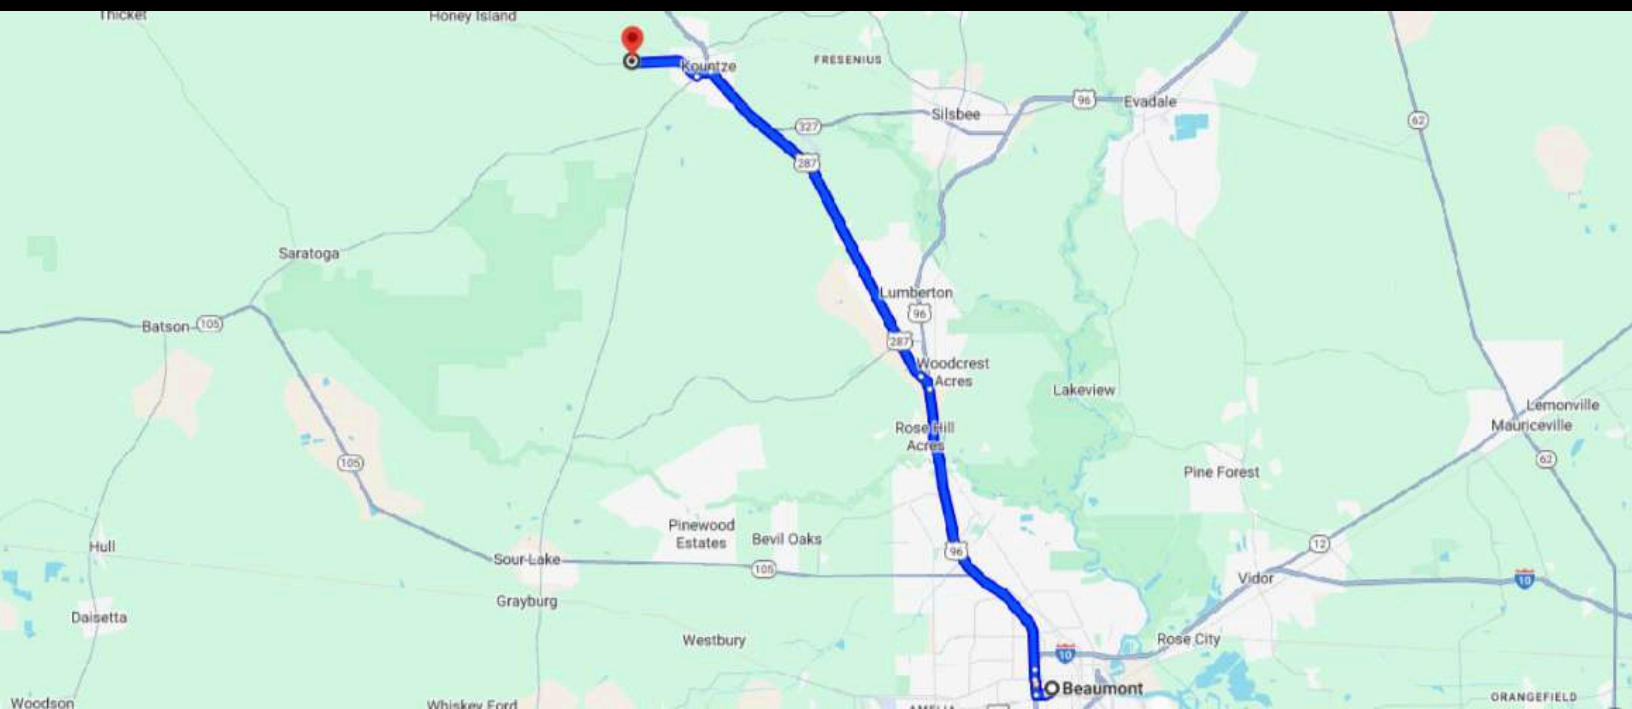 Thicket
Honey Island
Kountze
FRESENIUS
96
Evadale
Silsbee
62
327
287
Saratoga
Lumberton
96
Batson
105
287
Woodcrest
Acres
Lakeview
Lemonville
Mauriceville
Rose Hill
Acres
105
62
Pine Forest
Pinewood
Estates
Bevil Oaks
Hull
12
96
Sour Lake
105
Vidor
10
Grayburg
Daisetta
Westbury
Rose City
10
Beaumont
ORANGEFIELD
Woodson
Whiskey Ford
AMELIA